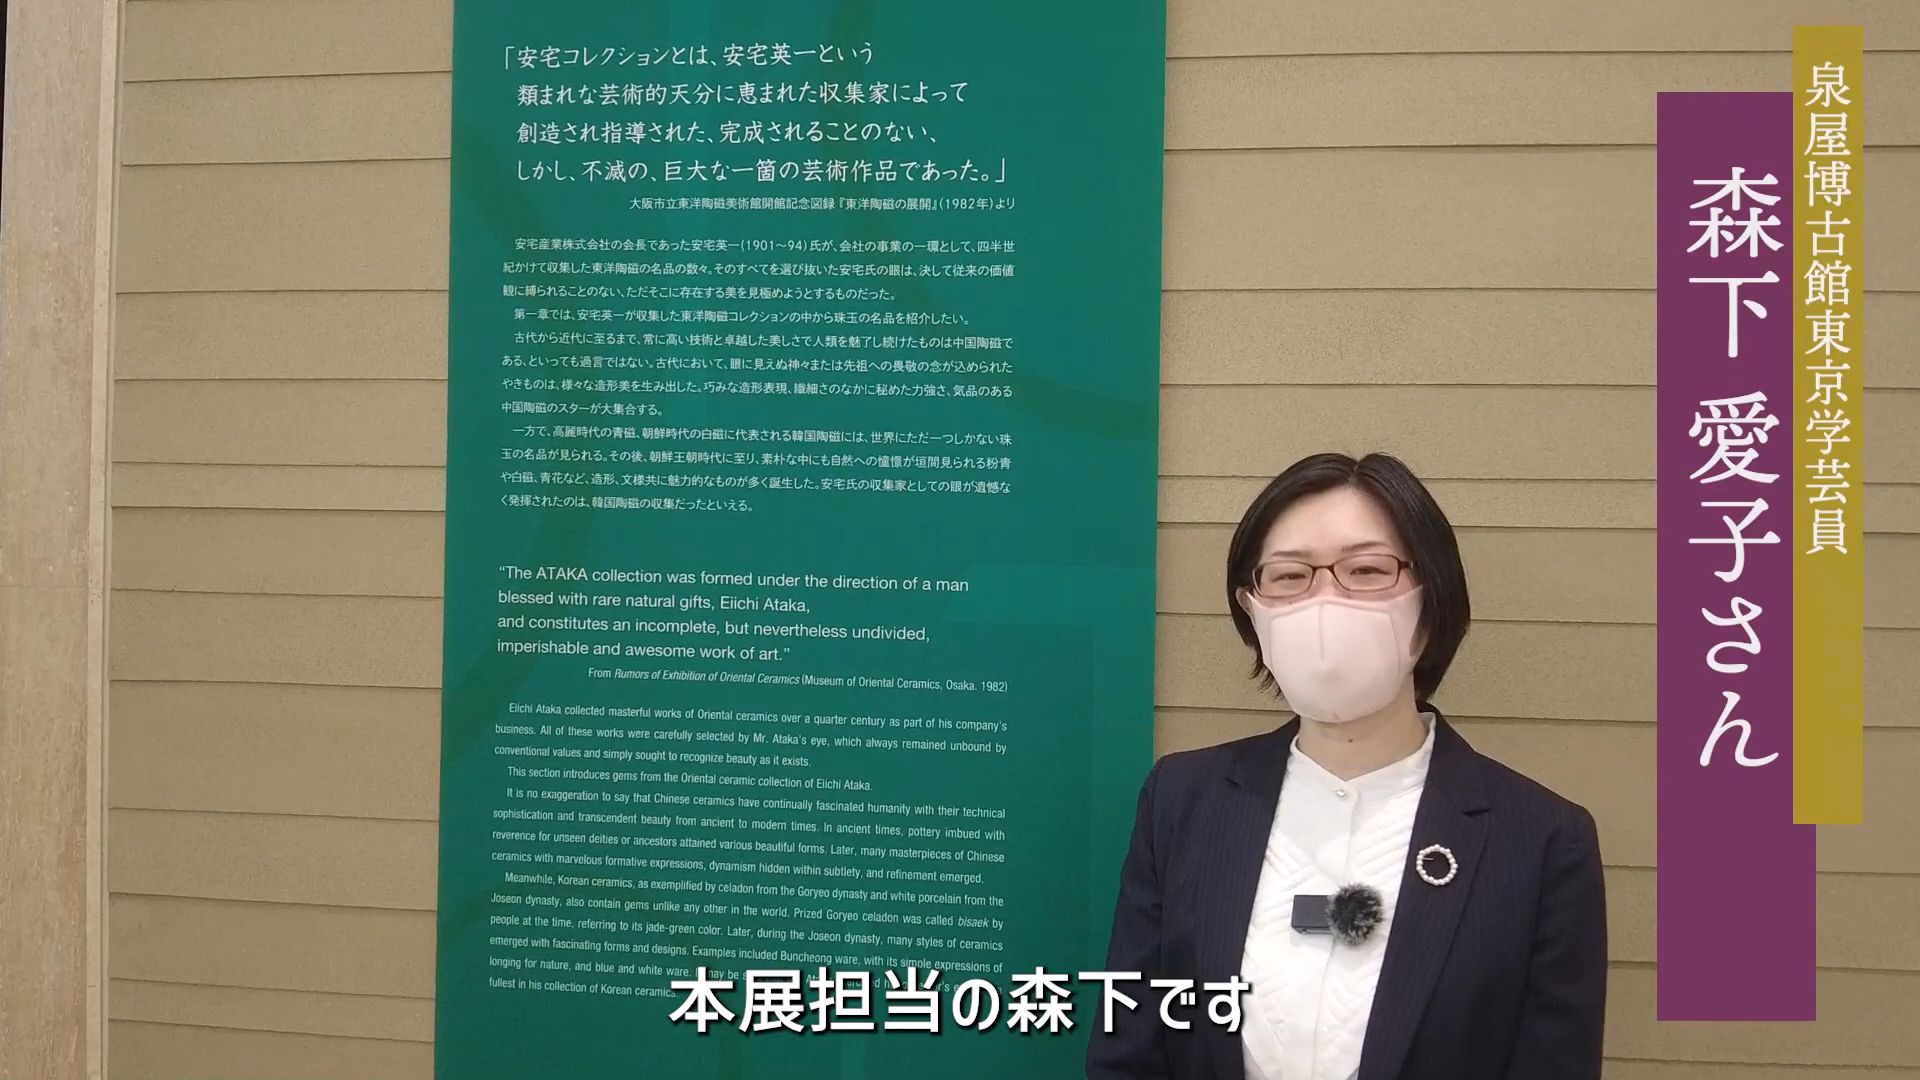 「安宅コレクションとは、安宅英一という
類まれな芸術的天分に恵まれた収集家によって
創造され指導された、完成されることのない、
しかし、不滅の、巨大な一箇の芸術作品であった。」
大阪市立東洋陶磁美術館開館記念図録『東洋陶磁の展開』(1982年)より
安宅産業株式会社の会長であった安宅英一(1901〜94)氏が、会社の事業の一環として、四半世
紀かけて収集した東洋陶磁の名品の数々。そのすべてを選び抜いた安宅氏の眼は、決して従来の価値
観に縛られることのない、ただそこに存在する美を見極めようとするものだった。
第一章では、安宅英一が収集した東洋陶磁コレクションの中から珠玉の名品を紹介したい。
古代から近代に至るまで、常に高い技術と卓越した美しさで人類を魅了し続けたものは中国陶磁で
ある、といっても過言ではない。古代において、眼に見えぬ神々または先祖への畏敬の念が込められた
やきものは、様々な造形美を生み出した。巧みな造形表現、繊細さのなかに秘めた力強さ、気品のある
中国陶磁のスターが大集合する。
一方で、高麗時代の青磁、朝鮮時代の白磁に代表される韓国陶磁には、世界にただ一つしかない珠
玉の名品が見られる。その後、朝鮮王朝時代に至り、素朴な中にも自然への憧憬が垣間見られる粉青
や白磁、青花など、造形、文様共に魅力的なものが多く誕生した。安宅氏の収集家としての眼が遺憾な
く発揮されたのは、韓国陶磁の収集だったといえる。
“The ATAKA collection was formed under the direction of a man
blessed with rare natural gifts, Eiichi Ataka,
and constitutes an incomplete, but nevertheless undivided,
imperishable and awesome work of art.”
From Rumors of Exhibition of Oriental Ceramics (Museum of Oriental Ceramics, Osaka. 1982)
Eiichi Ataka collected masterful works of Oriental ceramics over a quarter century as part of his company's
business. All of these works were carefully selected by Mr. Ataka's eye, which always remained unbound by
conventional values and simply sought to recognize beauty as it exists.
This section introduces gems from the Oriental ceramic collection of Eiichi Ataka.
It is no exaggeration to say that Chinese ceramics have continually fascinated humanity with their technical
sophistication and transcendent beauty from ancient to modern times. In ancient times, pottery imbued with
reverence for unseen deities or ancestors attained various beautiful forms. Later, many masterpieces of Chinese
ceramics with marvelous formative expressions, dynamism hidden within subtlety, and refinement emerged.
Meanwhile, Korean ceramics, as exemplified by celadon from the Goryeo dynasty and white porcelain from the
Joseon dynasty, also contain gems unlike any other in the world. Prized Goryeo celadon was called bisaek by
people at the time, referring to its jade-green color. Later, during the Joseon dynasty, many styles of ceramics
emerged with fascinating forms and designs. Examples included Buncheong ware, with its simple expressions of
longing for nature, and blue and white ware. may be
fullest in his collection of Korean ceramics.
本展担当の森下です
泉屋博古館東京学芸員
森下 愛子さん